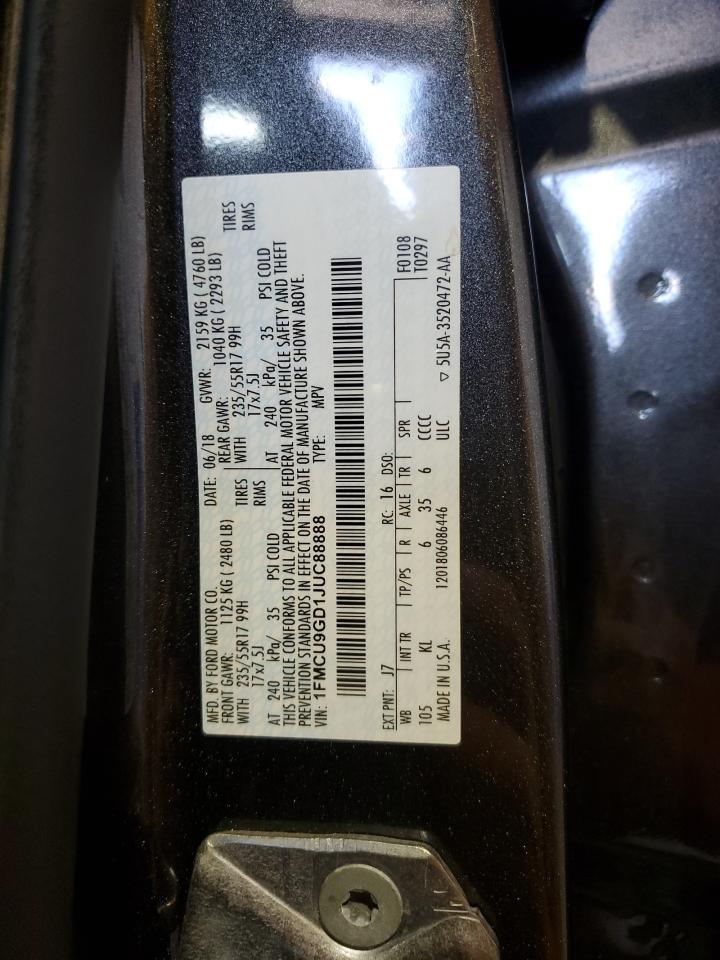 MFD. BY FORD MOTOR CO. DATE: 06/18 GVWR: 2159 KG ( 4760 LB)
FRONT GAWR: 1125 KG ( 2480 LB) REAR GAWR: 1040 KG ( 2293 LB)
WITH 235/55R17 99H TIRES WITH 235/55R17 99H TIRES
17x7.5J RIMS 17x7.5J RIMS
AT 240 kPa/ 35 PSI COLD AT 240 kPa/ 35 PSI COLD
THIS VEHICLE CONFORMS TO ALL APPLICABLE FEDERAL MOTOR VEHICLE SAFETY AND THEFT
PREVENTION STANDARDS IN EFFECT ON THE DATE OF MANUFACTURE SHOWN ABOVE.
VIN: 1FMCU9GD1JUC88888 TYPE: MPV
EXT PNT: J7 RC: 16 DSO: F0108
WB INT TR TP/PS R AXLE TR SPR T0297
105 KL 6 35 6 CCCC
MADE IN U.S.A. 1201806086446 ULC ▽ 5U5A-3520472-AA